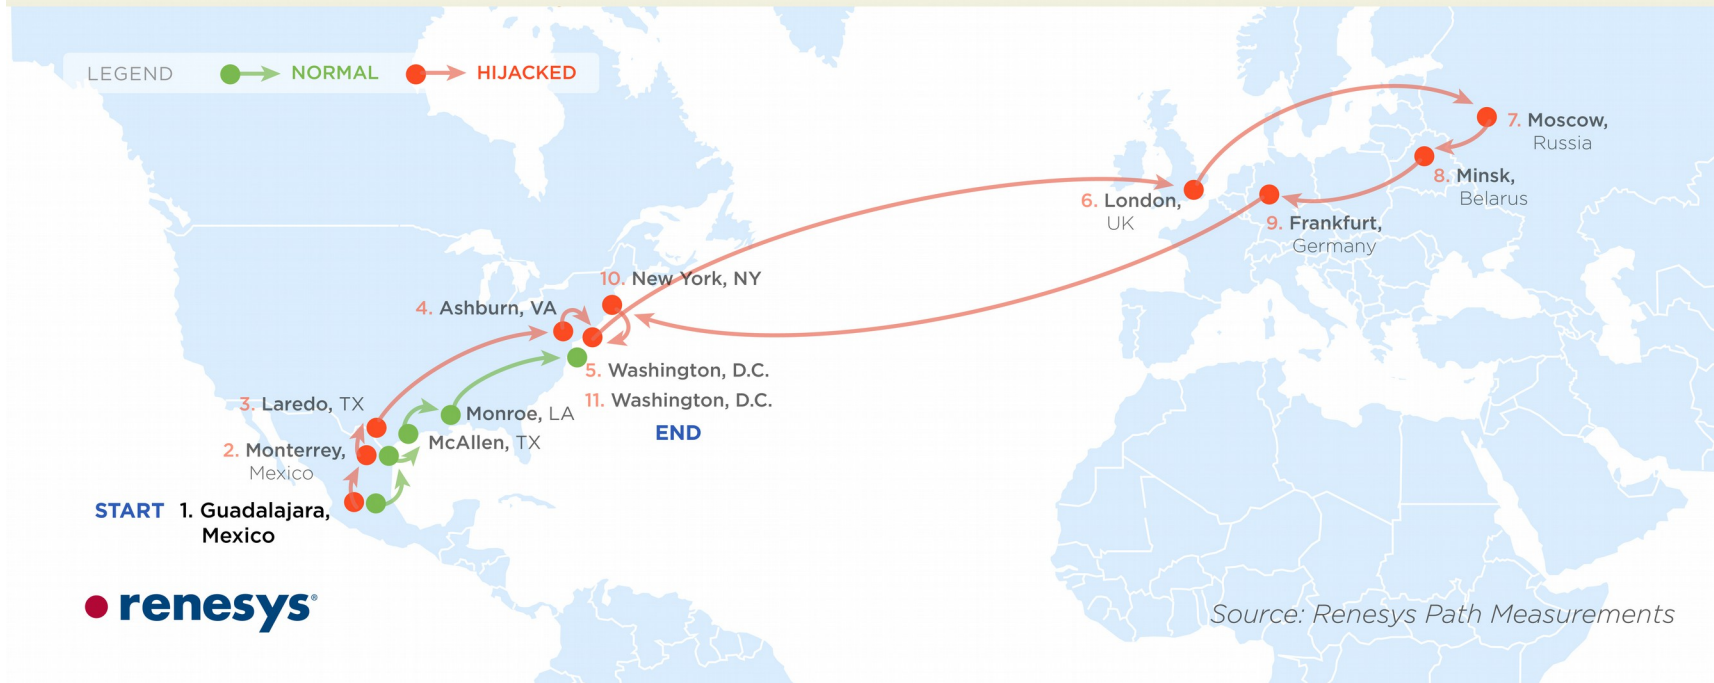 LEGEND NORMAL HIJACKED
7. Moscow,
Russia
8. Minsk,
Belarus
6. London,
UK
9. Frankfurt,
Germany
10. New York, NY
4. Ashburn, VA
5. Washington, D.C.
11. Washington, D.C.
END
3. Laredo, TX
Monroe, LA
McAllen, TX
2. Monterrey,
Mexico
START 1. Guadalajara,
Mexico
renesys®
Source: Renesys Path Measurements